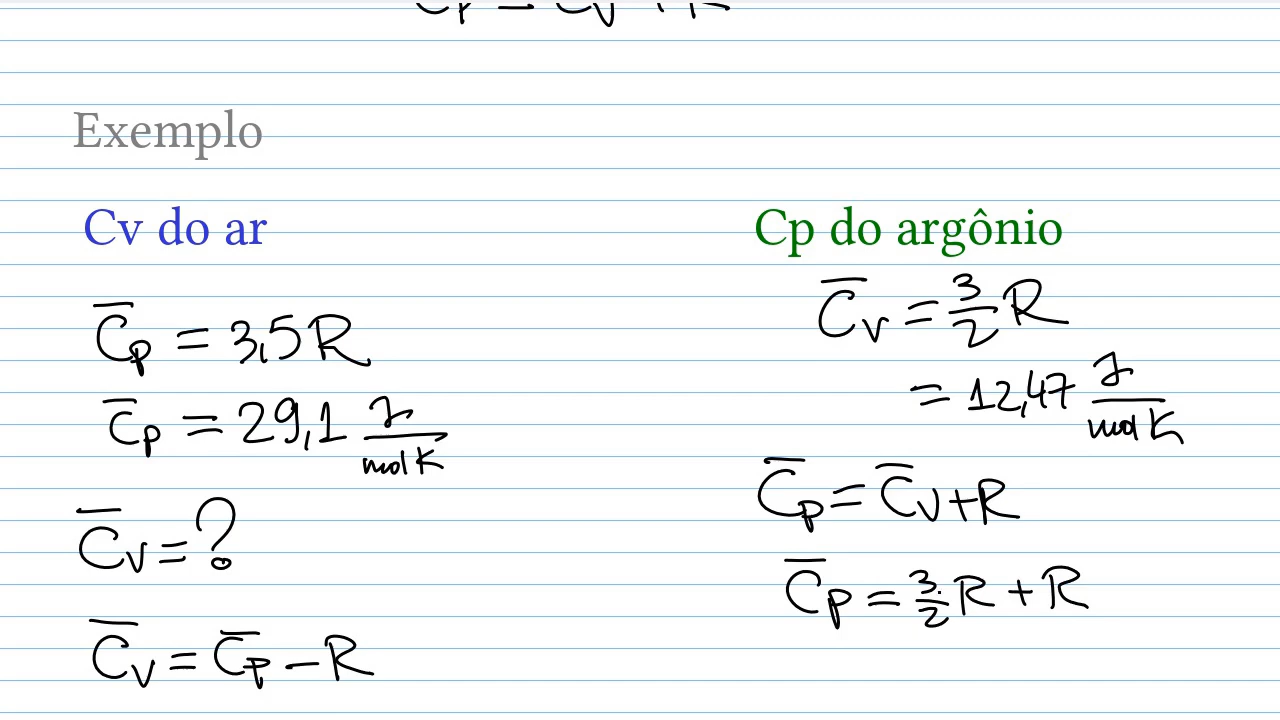 C̅p = C̅v + R
Exemplo
Cv do ar
C̅p = 3,5R
C̅p = 29,1 J/mol K
C̅v = ?
C̅v = C̅p − R
Cp do argônio
C̅v = 3/2 R
= 12,47 J/mol K
C̅p = C̅v + R
C̅p = 3/2 R + R